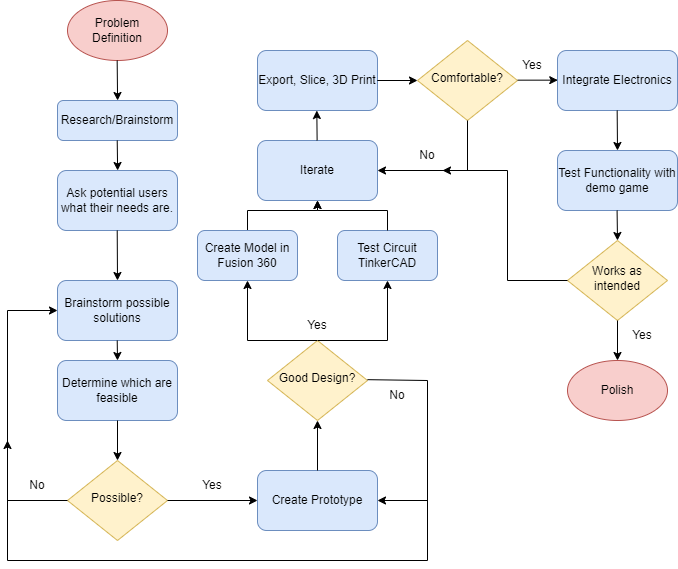 Problem
Definition
Research/Brainstorm
Ask potential users
what their needs are.
Brainstorm possible
solutions
Determine which are
feasible
Possible?
No
Yes
Create Prototype
Good Design?
No
Yes
Create Model in
Fusion 360
Test Circuit
TinkerCAD
Iterate
Export, Slice, 3D Print
Comfortable?
No
Yes
Integrate Electronics
Test Functionality with
demo game
Works as
intended
Yes
Polish